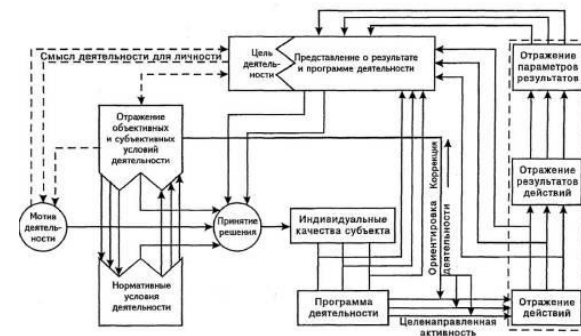 Смысл деятельности для личности
Цель
деятель-
ности
Представление о результате
и программе деятельности
Отражение
параметров
результатов
Отражение
объективных
и субъективных
условий
деятельности
Отражение
результатов
действий
Мотив
деятель-
ности
Принятие
решения
Индивидуальные
качества субъекта
Ориентировка
Коррекция
деятельности
Нормативные
условия
деятельности
Программа
деятельности
Отражение
действий
Целенаправленная
активность